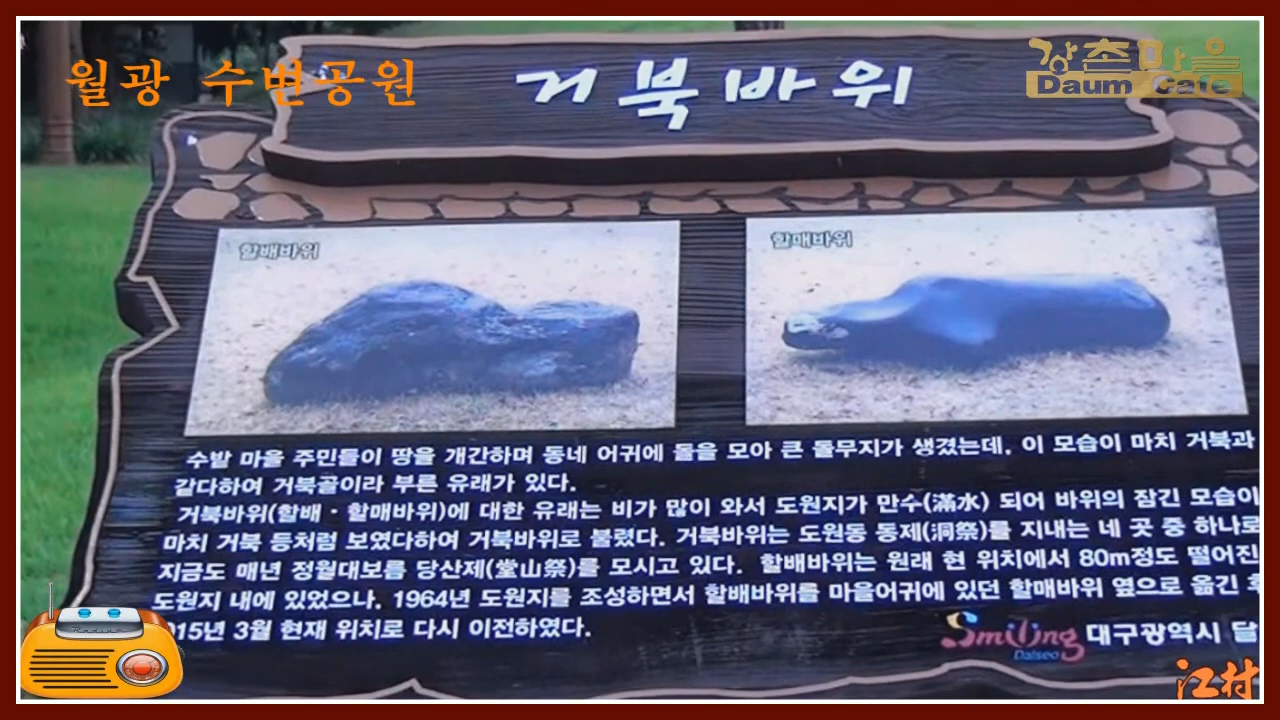 월광 수변공원
거북바위
강촌마을
Daum Cafe
할배바위
할매바위
수밭 마을 주민들이 땅을 개간하며 동네 어귀에 돌을 모아 큰 돌무지가 생겼는데, 이 모습이 마치 거북과
같다하여 거북골이라 부른 유래가 있다.
거북바위(할배·할매바위)에 대한 유래는 비가 많이 와서 도원지가 만수(滿水) 되어 바위의 잠긴 모습이
마치 거북 등처럼 보였다하여 거북바위로 불렸다. 거북바위는 도원동 동제(洞祭)를 지내는 네 곳 중 하나로
지금도 매년 정월대보름 당산제(堂山祭)를 모시고 있다. 할배바위는 원래 현 위치에서 80m정도 떨어진
도원지 내에 있었으나, 1964년 도원지를 조성하면서 할배바위를 마을어귀에 있던 할매바위 옆으로 옮긴
015년 3월 현재 위치로 다시 이전하였다.
Smiling
Dalseo
대구광역시 달
江村